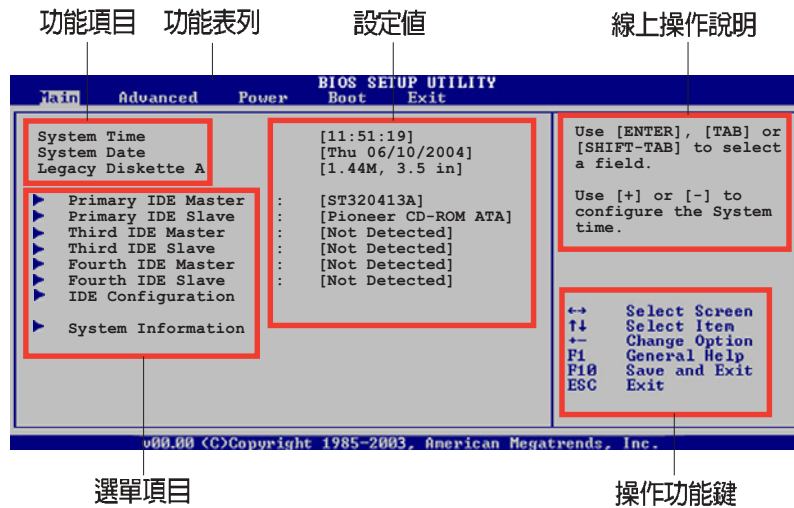 功能項目 功能表列 設定值 線上操作説明
BIOS SETUP UTILITY
Main Advanced Power Boot Exit
System Time [11:51:19]
System Date [Thu 06/10/2004]
Legacy Diskette A [1.44M, 3.5 in]
Primary IDE Master : [ST320413A]
Primary IDE Slave : [Pioneer CD-ROM ATA]
Third IDE Master : [Not Detected]
Third IDE Slave : [Not Detected]
Fourth IDE Master : [Not Detected]
Fourth IDE Slave : [Not Detected]
IDE Configuration
System Information
Use [ENTER], [TAB] or
[SHIFT-TAB] to select
a field.
Use [+] or [-] to
configure the System
time.
←→ Select Screen
↑↓ Select Item
+- Change Option
F1 General Help
F10 Save and Exit
ESC Exit
v00.00 (C)Copyright 1985-2003, American Megatrends, Inc.
選單項目 操作功能鍵